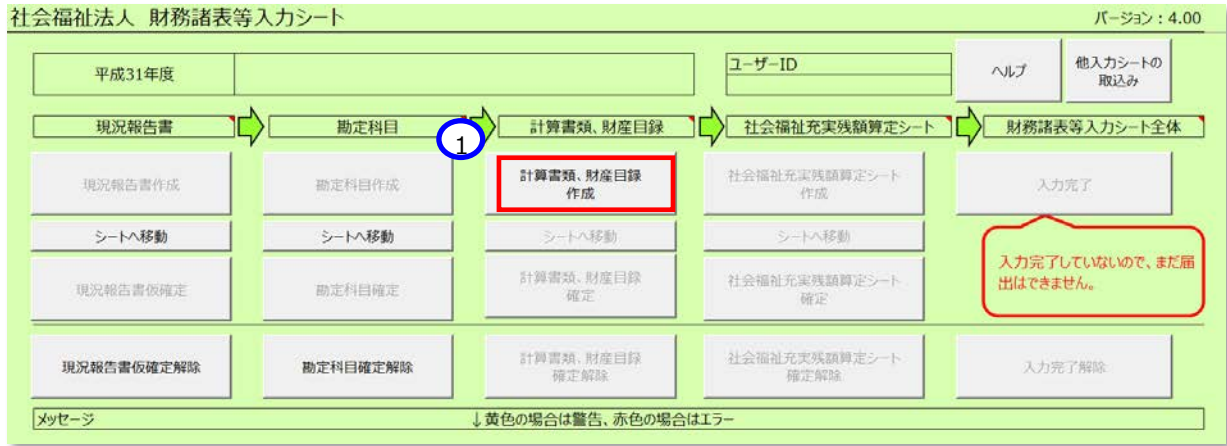 社会福祉法人 財務諸表等入力シート
バージョン：4.00
平成31年度
ユーザーID
ヘルプ
他入力シートの
取込み
現況報告書
勘定科目
計算書類、財産目録
社会福祉充実残額算定シート
財務諸表等入力シート全体
1
現況報告書作成
勘定科目作成
計算書類、財産目録
作成
社会福祉充実残額算定シート
作成
入力完了
シートへ移動
シートへ移動
シートへ移動
シートへ移動
入力完了していないので、まだ届
出はできません。
現況報告書仮確定
勘定科目確定
計算書類、財産目録
確定
社会福祉充実残額算定シート
確定
現況報告書仮確定解除
勘定科目確定解除
計算書類、財産目録
確定解除
社会福祉充実残額算定シート
確定解除
入力完了解除
メッセージ
↓黄色の場合は警告、赤色の場合はエラー